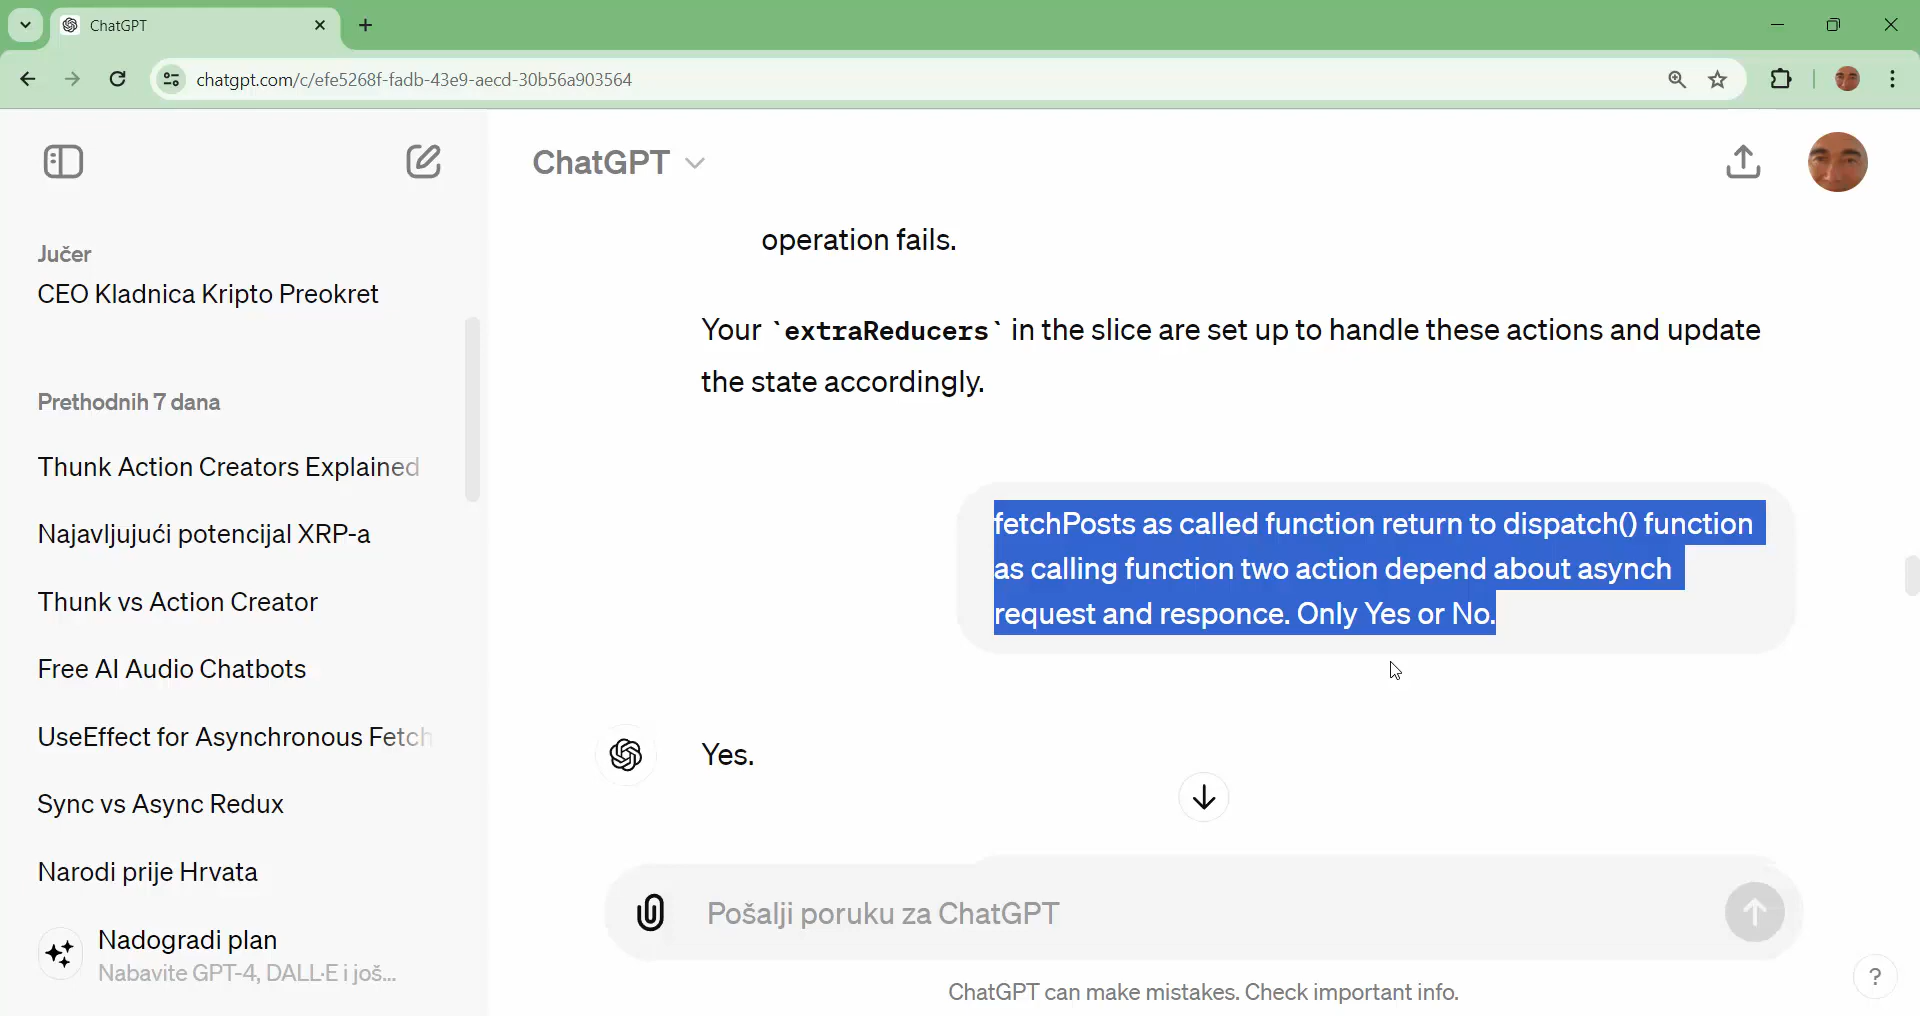 ChatGPT
chatgpt.com/c/efe5268f-fadb-43e9-aecd-30b56a903564
ChatGPT
Jučer
CEO Kladnica Kripto Preokret
Prethodnih 7 dana
Thunk Action Creators Explained
Najavljujući potencijal XRP-a
Thunk vs Action Creator
Free AI Audio Chatbots
UseEffect for Asynchronous Fetch
Sync vs Async Redux
Narodi prije Hrvata
Nadogradi plan
Nabavite GPT-4, DALL·E i još...
operation fails.
Your `extraReducers` in the slice are set up to handle these actions and update
the state accordingly.
fetchPosts as called function return to dispatch() function
as calling function two action depend about asynch
request and responce. Only Yes or No.
Yes.
Pošalji poruku za ChatGPT
ChatGPT can make mistakes. Check important info.
?